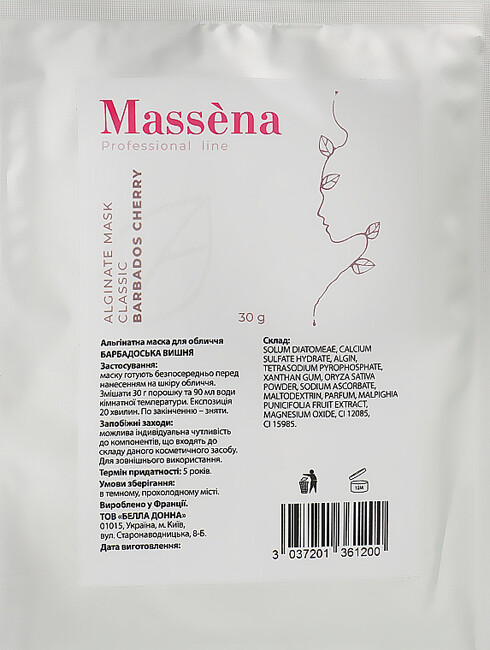 Massèna
Professional line
ALGINATE MASK
CLASSIC
BARBADOS CHERRY
30 g
Альгінатна маска для обличчя
БАРБАДОСЬКА ВИШНЯ
Застосування:
маску готують безпосередньо перед
нанесенням на шкіру обличчя.
Змішати 30 г порошку та 90 мл води
кімнатної температури. Експозиція
20 хвилин. По закінченню – зняти.
Запобіжні заходи:
можлива індивідуальна чутливість
до компонентів, що входять до
складу даного косметичного засобу.
Для зовнішнього використання.
Термін придатності: 5 років.
Умови зберігання:
в темному, прохолодному місті.
Вироблено у Франції.
ТОВ «БЕЛЛА ДОННА»
01015, Україна, м. Київ,
вул. Старонаводницька, 8-Б.
Дата виготовлення:
Склад:
SOLUM DIATOMEAE, CALCIUM
SULFATE HYDRATE, ALGIN,
TETRASODIUM PYROPHOSPHATE,
XANTHAN GUM, ORYZA SATIVA
POWDER, SODIUM ASCORBATE,
MALTODEXTRIN, PARFUM, MALPIGHIA
PUNICIFOLIA FRUIT EXTRACT,
MAGNESIUM OXIDE, CI 12085,
CI 15985.
12M
3 037201 361200